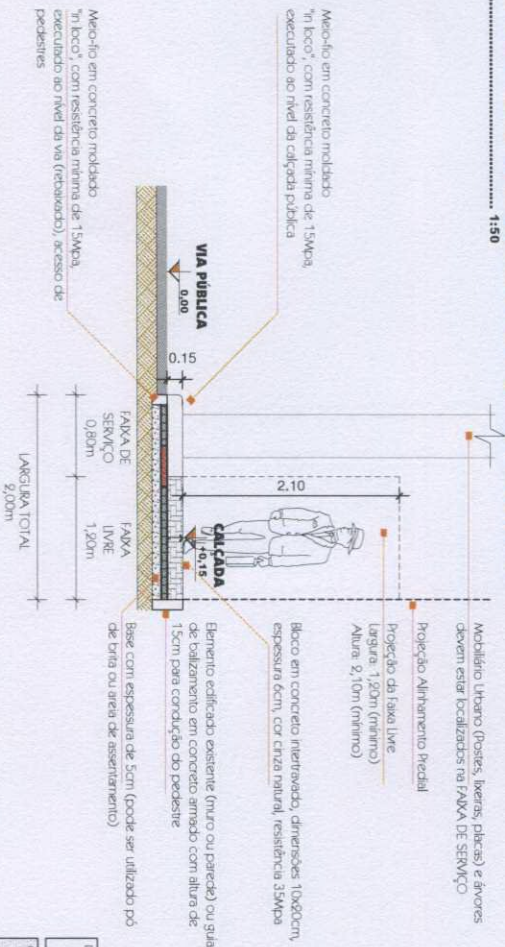 1:50
Mobiliário Urbano (Postes, lixeiras, placas) e árvores
devem estar localizados na FAIXA DE SERVIÇO
Projeção Alinhamento Predial
Projeção da Faixa Livre
Largura: 1,20m (mínimo)
Altura: 2,10m (mínimo)
Bloco em concreto intertravado, dimensões 10x20cm,
espessura 6cm, cor cinza natural, resistência 35Mpa
Elemento edificado existente (muro ou parede) ou guia
de balizamento em concreto armado com altura de
15cm para condução do pedestre
Base com espessura de 5cm (pode ser utilizado pó
de brita ou areia de assentamento)
2.10
CALÇADA
+0,15
0.15
VIA PÚBLICA
0,00
FAIXA DE
SERVIÇO
0,80m
FAIXA
LIVRE
1,20m
LARGURA TOTAL
2,00m
Meio-fio em concreto moldado
"in loco", com resistência mínima de 15Mpa,
executado ao nível da calçada pública
Meio-fio em concreto moldado
"in loco", com resistência mínima de 15Mpa,
executado ao nível da via (rebaixado), acesso de
pedestres